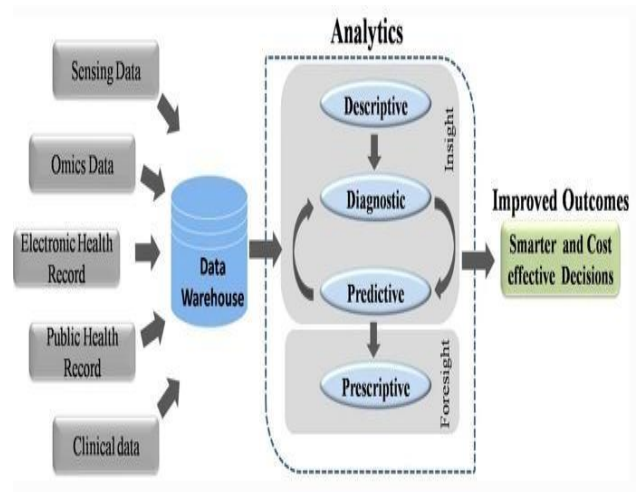 Analytics
Sensing Data
Omics Data
Electronic Health
Record
Public Health
Record
Clinical data
Data
Warehouse
Descriptive
Diagnostic
Predictive
Insight
Prescriptive
Foresight
Improved Outcomes
Smarter and Cost
effective Decisions